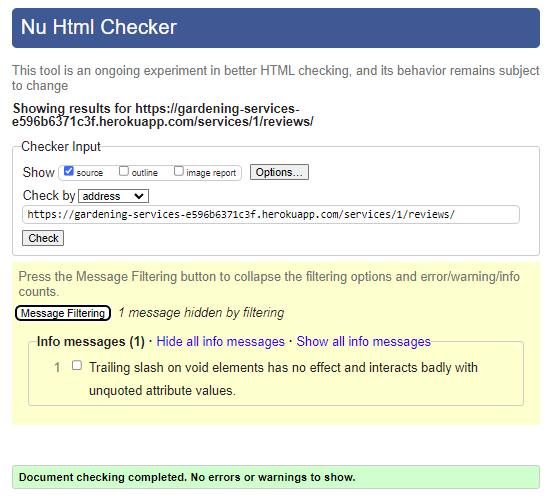 Nu Html Checker
This tool is an ongoing experiment in better HTML checking, and its behavior remains subject
to change
Showing results for https://gardening-services-
e596b6371c3f.herokuapp.com/services/1/reviews/
Checker Input
Show source outline image report Options...
Check by address
https://gardening-services-e596b6371c3f.herokuapp.com/services/1/reviews/
Check
Press the Message Filtering button to collapse the filtering options and error/warning/info
counts.
Message Filtering 1 message hidden by filtering
Info messages (1) · Hide all info messages · Show all info messages
1 Trailing slash on void elements has no effect and interacts badly with
unquoted attribute values.
Document checking completed. No errors or warnings to show.